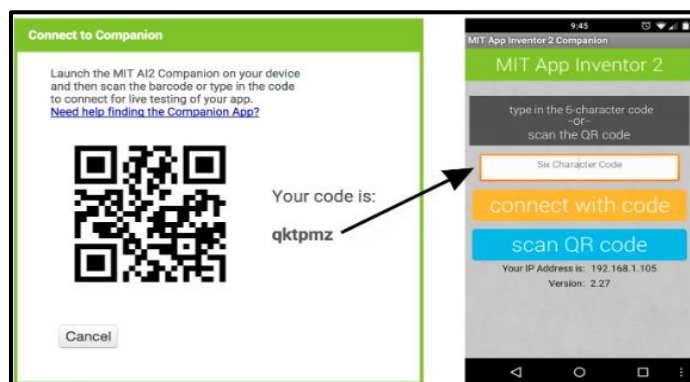 Connect to Companion
Launch the MIT AI2 Companion on your device
and then scan the barcode or type in the code
to connect for live testing of your app.
Need help finding the Companion App?
Your code is:
qktpmz
Cancel
9:45
MIT App Inventor 2 Companion
MIT App Inventor 2
type in the 6-character code
-or-
scan the QR code
Six Character Code
connect with code
scan QR code
Your IP Address is: 192.168.1.105
Version: 2.27